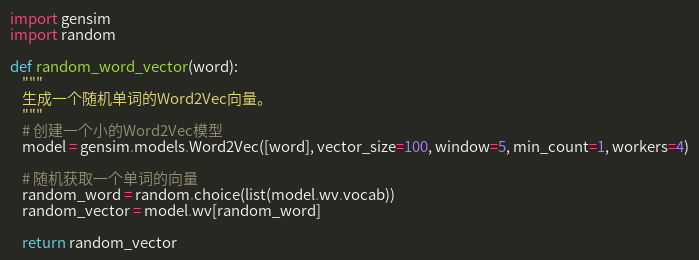 import gensim
import random
def random_word_vector(word):
"""
生成一个随机单词的Word2Vec向量。
"""
# 创建一个小的Word2Vec模型
model = gensim.models.Word2Vec([word], vector_size=100, window=5, min_count=1, workers=4)
# 随机获取一个单词的向量
random_word = random.choice(list(model.wv.vocab))
random_vector = model.wv[random_word]
return random_vector